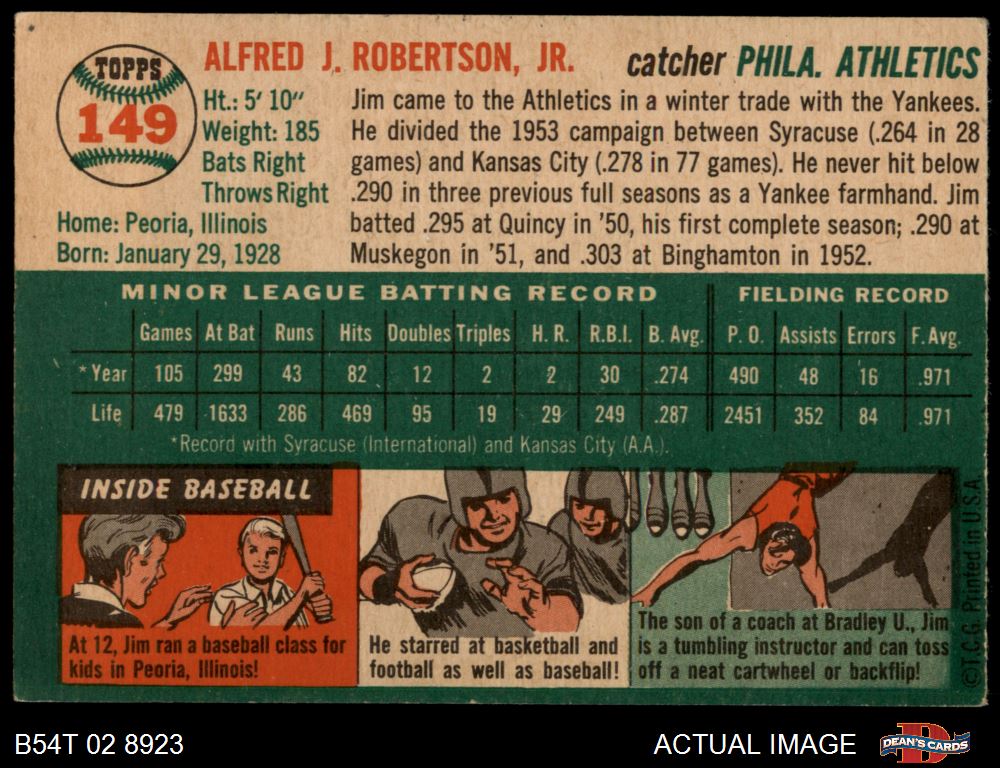 TOPPS
149
ALFRED J. ROBERTSON, JR. catcher PHILA. ATHLETICS
Ht.: 5' 10"
Weight: 185
Bats Right
Throws Right
Home: Peoria, Illinois
Born: January 29, 1928
Jim came to the Athletics in a winter trade with the Yankees.
He divided the 1953 campaign between Syracuse (.264 in 28
games) and Kansas City (.278 in 77 games). He never hit below
.290 in three previous full seasons as a Yankee farmhand. Jim
batted .295 at Quincy in '50, his first complete season; .290 at
Muskegon in '51, and .303 at Binghamton in 1952.
MINOR LEAGUE BATTING RECORD FIELDING RECORD
Games At Bat Runs Hits Doubles Triples H. R. R.B.I. B. Avg. P. O. Assists Errors F. Avg.
* Year 105 299 43 82 12 2 2 30 .274 490 48 16 .971
Life 479 1633 286 469 95 19 29 249 .287 2451 352 84 .971
*Record with Syracuse (International) and Kansas City (A.A.).
INSIDE BASEBALL
At 12, Jim ran a baseball class for
kids in Peoria, Illinois!
He starred at basketball and
football as well as baseball!
The son of a coach at Bradley U., Jim
is a tumbling instructor and can toss
off a neat cartwheel or backflip!
©T.C.G. Printed in U.S.A.
B54T 02 8923
ACTUAL IMAGE
DEAN'S CARDS